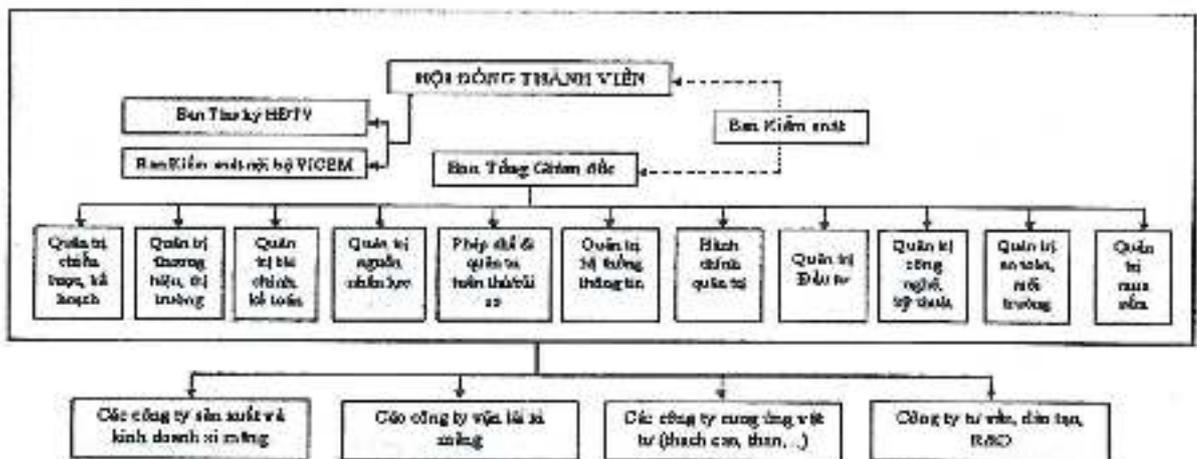 HỘI ĐỒNG THÀNH VIÊN
Ban Thư ký HĐTV
Ban Kiểm soát
Ban Kiểm soát nội bộ VICEM
Ban Tổng Giám đốc
Quản trị
chiến
lược, kế
hoạch
Quản trị
thương
hiệu, thị
trường
Quản
trị tài
chính,
kế toán
Quản trị
nguồn
nhân lực
Pháp chế &
quản trị
tuân thủ/rủi
ro
Quản trị
hệ thống
thông tin
Hành
chính
quản trị
Quản trị
Đầu tư
Quản trị
công
nghệ,
kỹ thuật
Quản trị
an toàn,
môi
trường
Quản
trị
mua
sắm
Các công ty sản xuất và
kinh doanh xi măng
Các công ty vận tải xi
măng
Các công ty cung ứng vật
tư (thạch cao, than,...)
Công ty tư vấn, đào tạo,
R&D